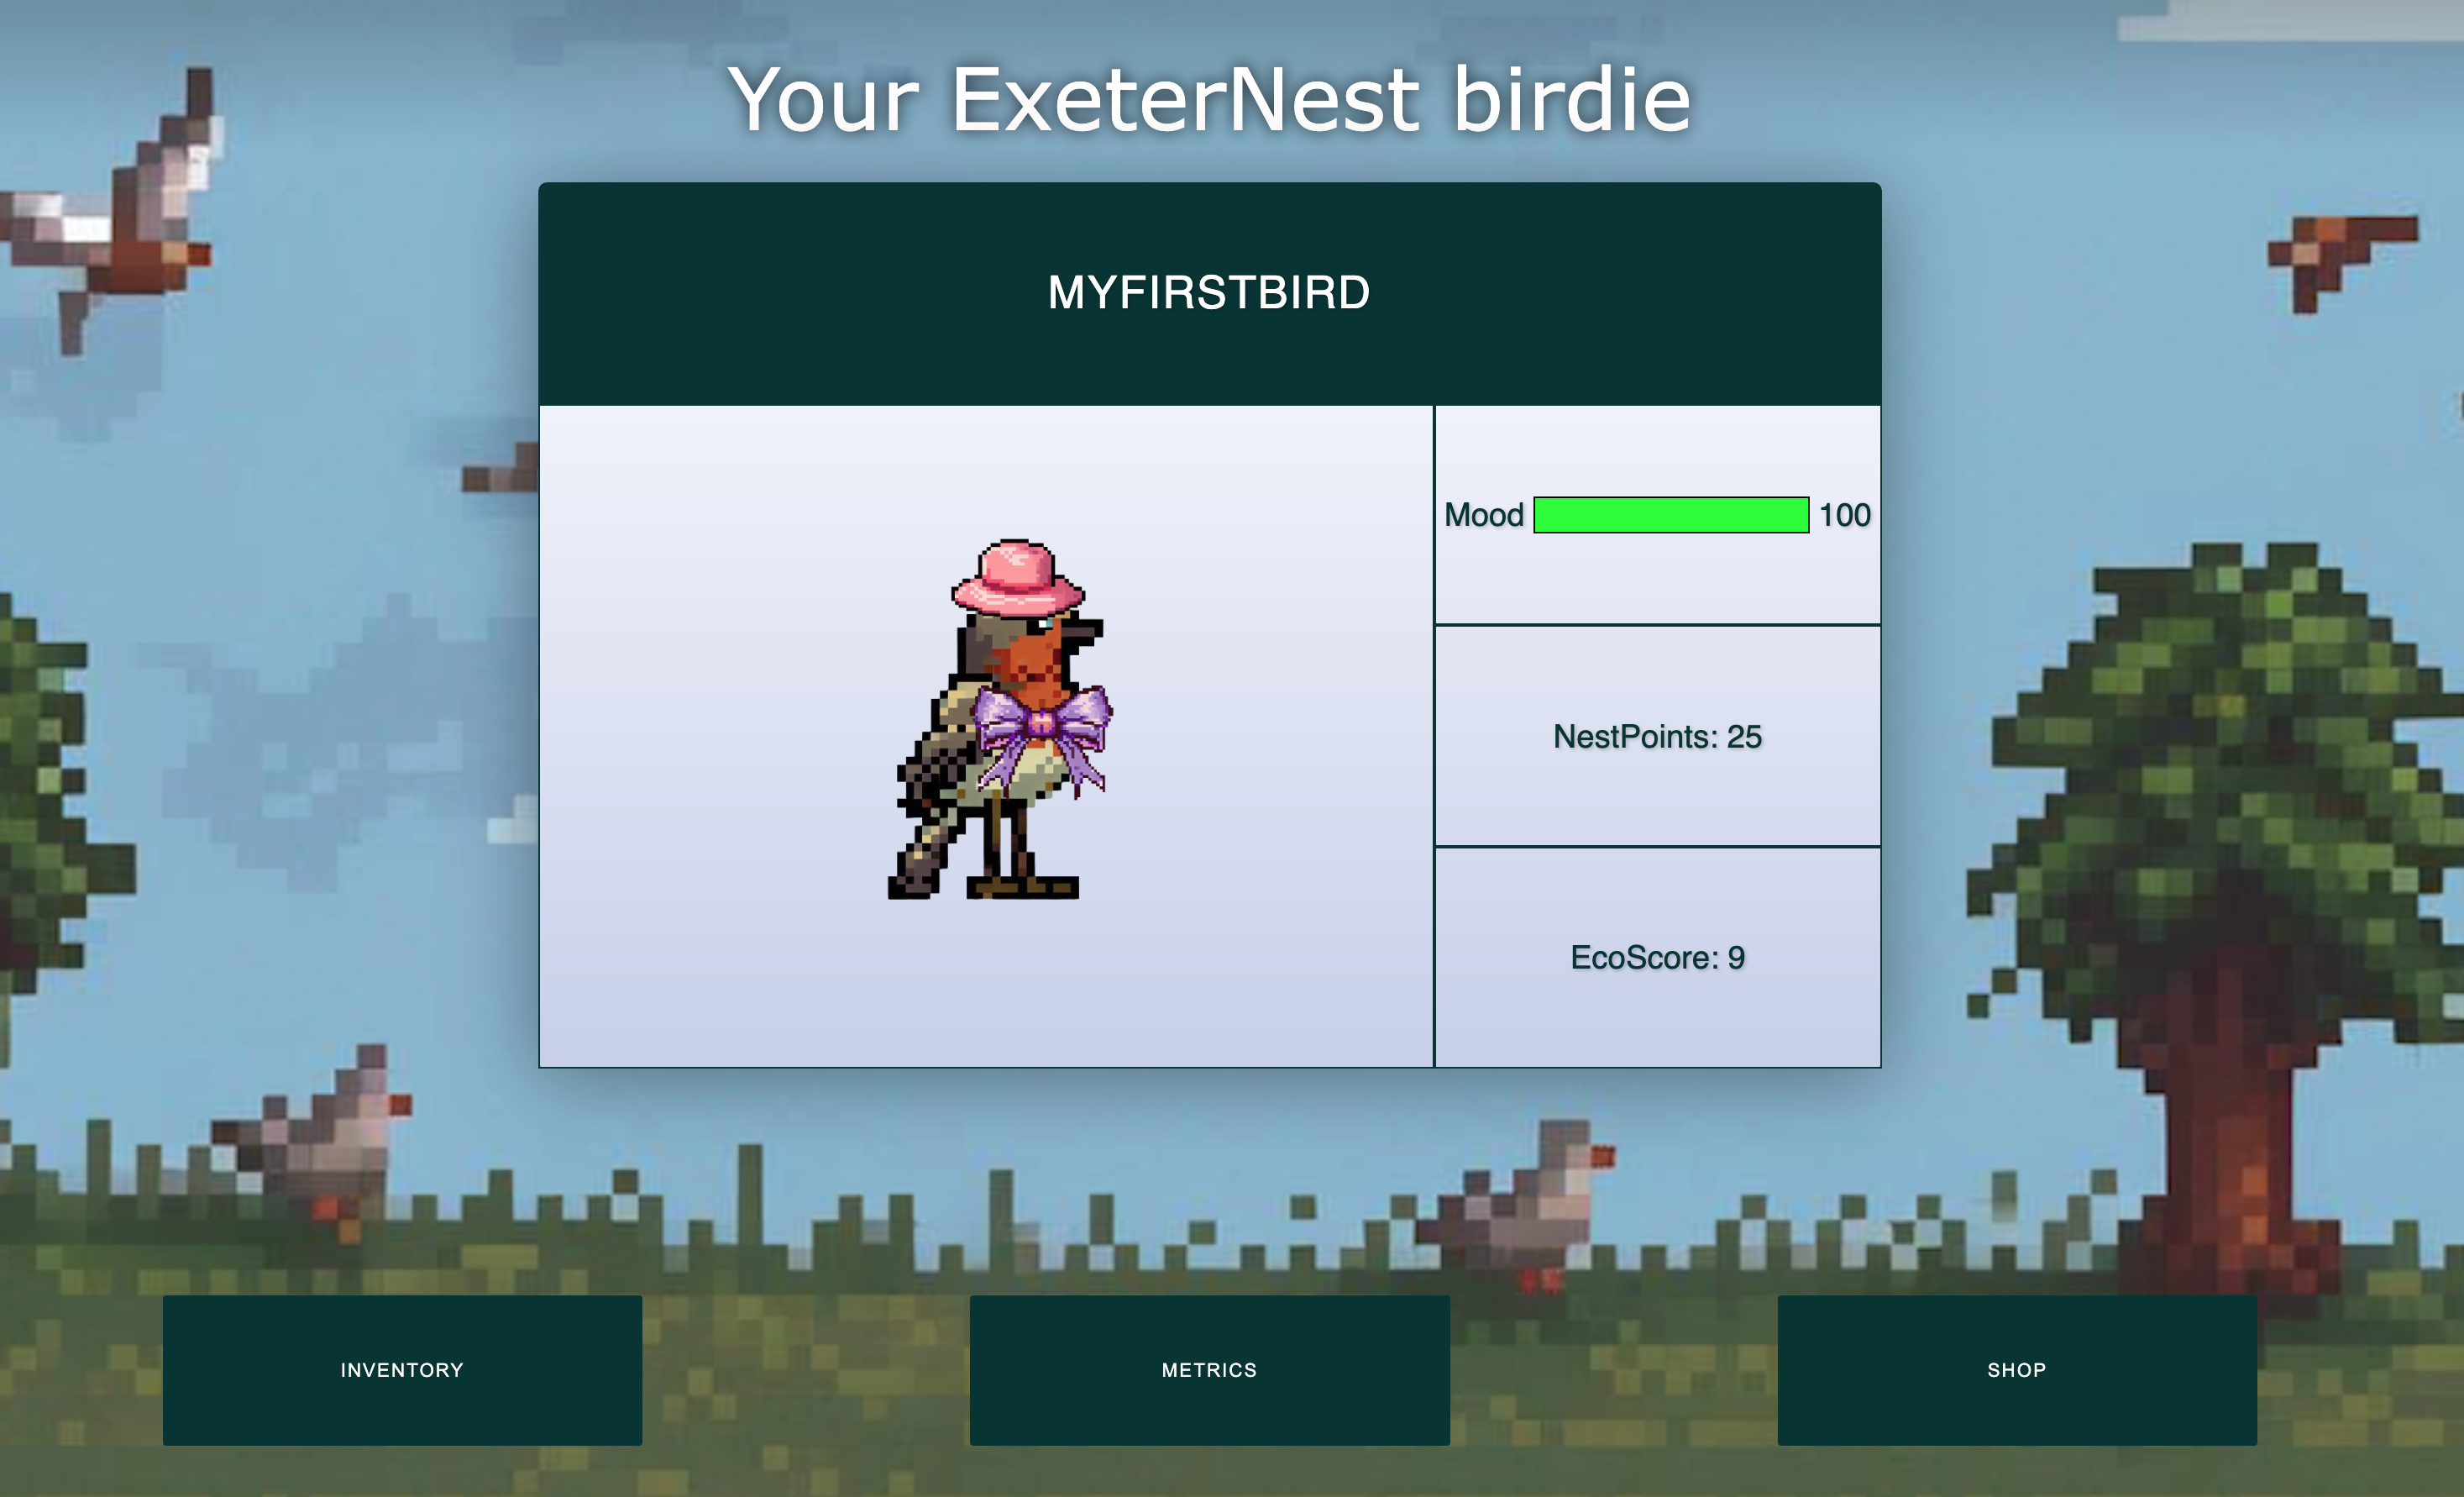 Your ExeterNest birdie
MYFIRSTBIRD
Mood 100
NestPoints: 25
EcoScore: 9
INVENTORY
METRICS
SHOP